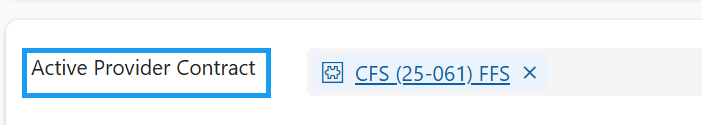 Active Provider Contract CFS (25-061) FFS